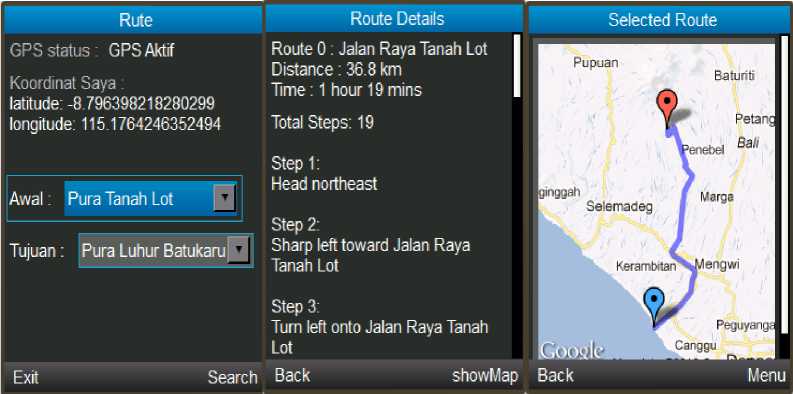 Rute
GPS status : GPS Aktif
Koordinat Saya :
latitude: -8.796398218280299
longitude: 115.1764246352494
Awal : Pura Tanah Lot
Tujuan : Pura Luhur Batukaru
Exit Search
Route Details
Route 0 : Jalan Raya Tanah Lot
Distance : 36.8 km
Time : 1 hour 19 mins
Total Steps: 19
Step 1:
Head northeast
Step 2:
Sharp left toward Jalan Raya
Tanah Lot
Step 3:
Turn left onto Jalan Raya Tanah
Lot
Back showMap
Selected Route
Pupuan
Baturiti
Petang
Bali
Penebel
ginggah
Marga
Selemadeg
Kerambitan
Mengwi
Peguyanga
Canggu
Google
Back Menu